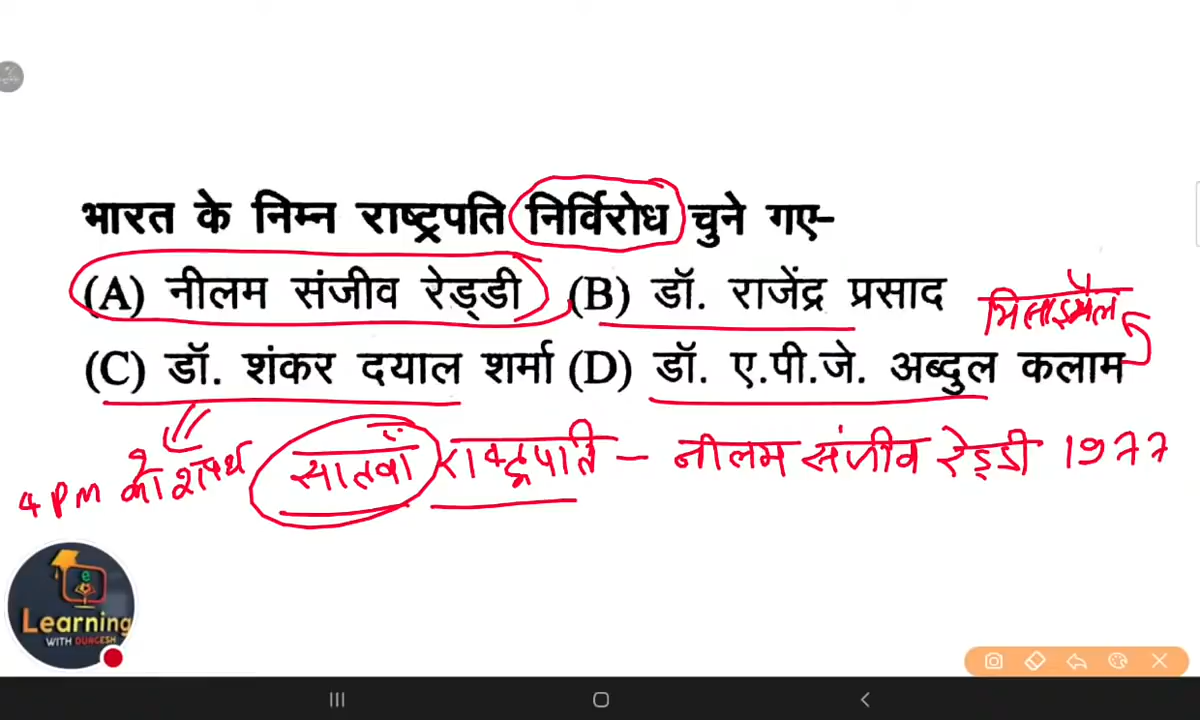 भारत के निम्न राष्ट्रपति निर्विरोध चुने गए-
(A) नीलम संजीव रेड्डी (B) डॉ. राजेंद्र प्रसाद
मिसाइमैल
(C) डॉ. शंकर दयाल शर्मा (D) डॉ. ए.पी.जे. अब्दुल कलाम
4 PM को शपथ सातवाँ राष्ट्रपति - नीलम संजीव रेड्डी 1977
e
Learning
WITH DURGESH